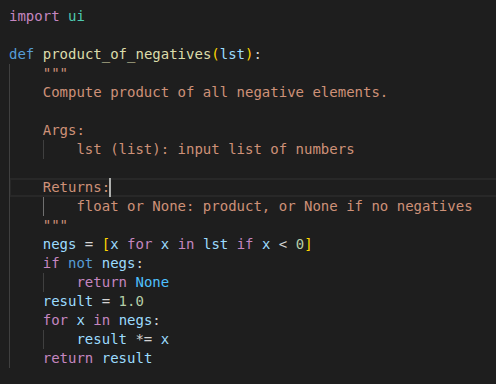 import ui

def product_of_negatives(lst):
    """
    Compute product of all negative elements.

    Args:
        lst (list): input list of numbers

    Returns:
        float or None: product, or None if no negatives
    """
    negs = [x for x in lst if x < 0]
    if not negs:
        return None
    result = 1.0
    for x in negs:
        result *= x
    return result